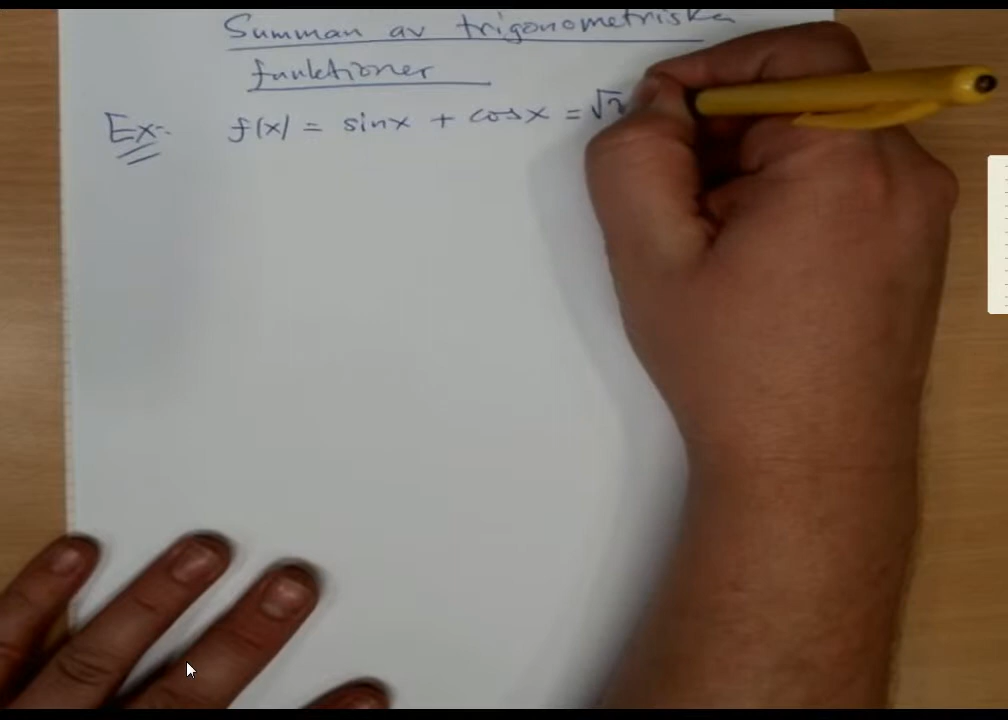 Summan av trigonometriska
funktioner
Ex:  f(x) = sinx + cosx = √2